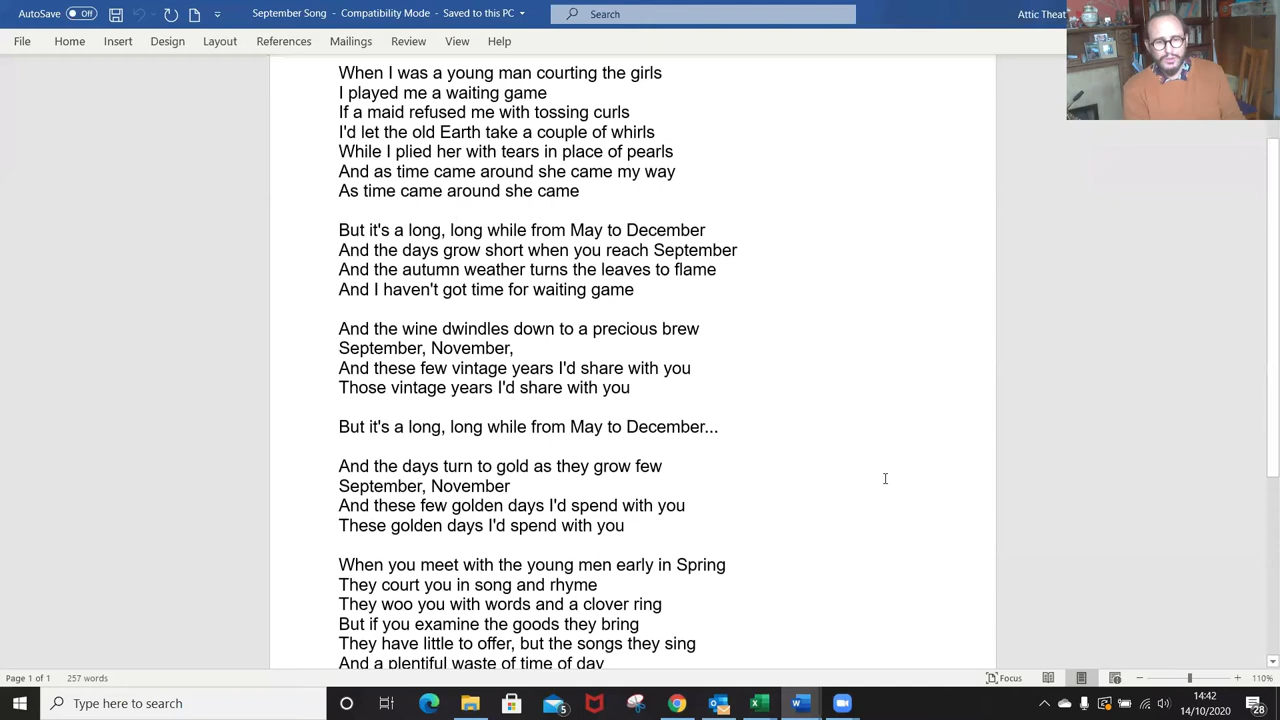 AutoSave Off September Song - Compatibility Mode - Saved to this PC Search Attic Theat
File Home Insert Design Layout References Mailings Review View Help
When I was a young man courting the girls
I played me a waiting game
If a maid refused me with tossing curls
I'd let the old Earth take a couple of whirls
While I plied her with tears in place of pearls
And as time came around she came my way
As time came around she came
But it's a long, long while from May to December
And the days grow short when you reach September
And the autumn weather turns the leaves to flame
And I haven't got time for waiting game
And the wine dwindles down to a precious brew
September, November,
And these few vintage years I'd share with you
Those vintage years I'd share with you
But it's a long, long while from May to December...
And the days turn to gold as they grow few
September, November
And these few golden days I'd spend with you
These golden days I'd spend with you
When you meet with the young men early in Spring
They court you in song and rhyme
They woo you with words and a clover ring
But if you examine the goods they bring
They have little to offer, but the songs they sing
And a plentiful waste of time of day
Page 1 of 1 257 words Focus 110%
Type here to search 5 14:42
14/10/2020 28